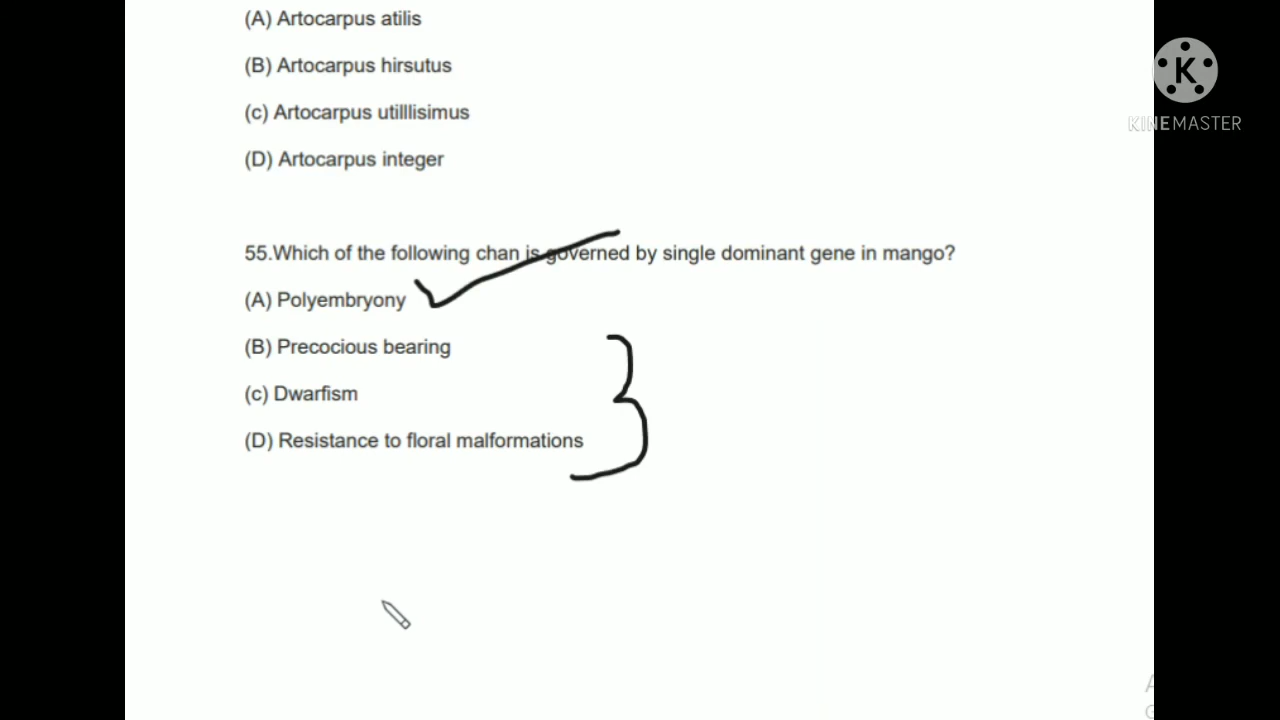 (A) Artocarpus atilis
(B) Artocarpus hirsutus
(c) Artocarpus utilllisimus
(D) Artocarpus integer
55.Which of the following chan is governed by single dominant gene in mango?
(A) Polyembryony
(B) Precocious bearing
(c) Dwarfism
(D) Resistance to floral malformations
K
KINEMASTER